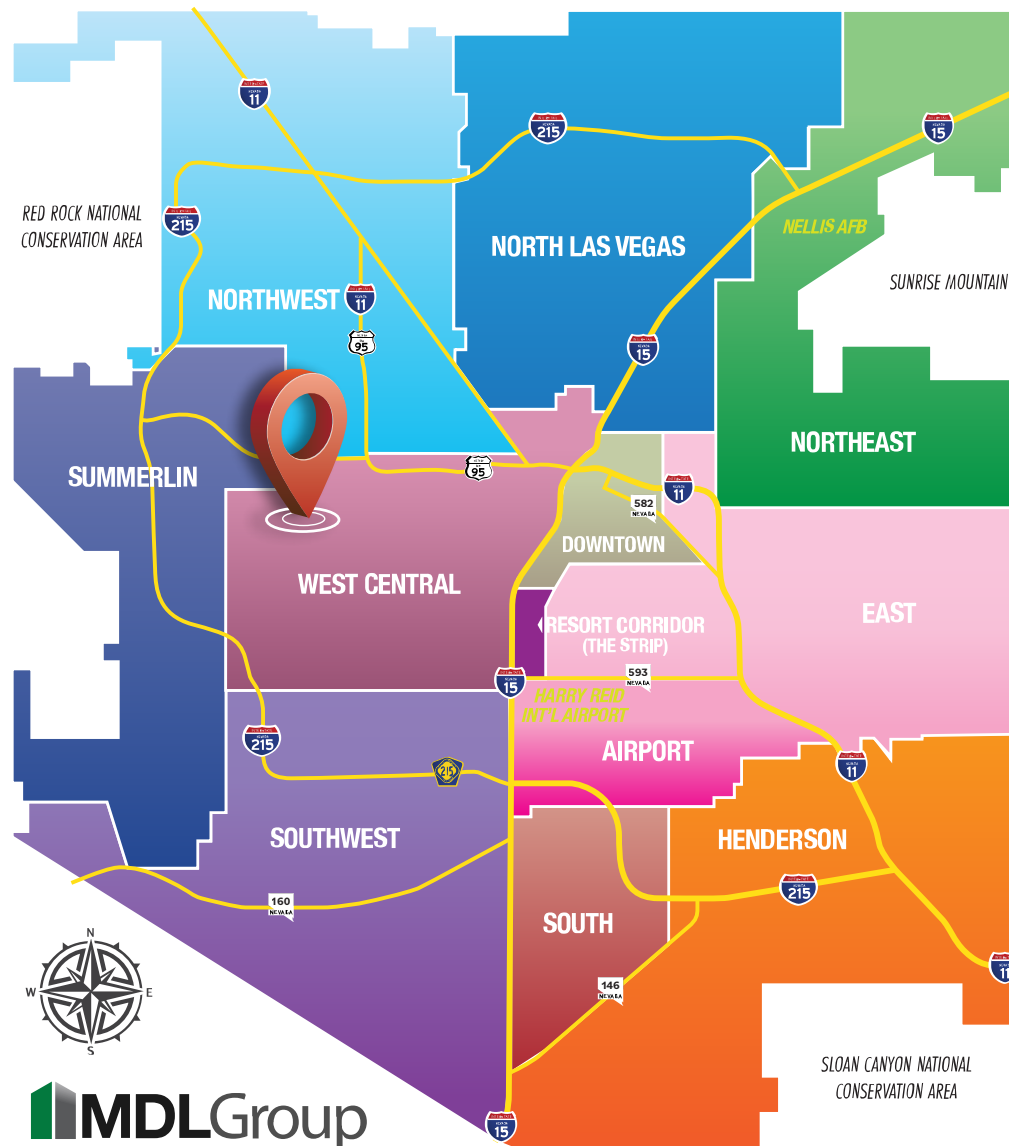 11
215
15
RED ROCK NATIONAL
CONSERVATION AREA
215
NELLIS AFB
NORTH LAS VEGAS
SUNRISE MOUNTAIN
NORTHWEST
11
95
15
NORTHEAST
SUMMERLIN
95
11
582
NEVADA
DOWNTOWN
WEST CENTRAL
EAST
RESORT CORRIDOR
(THE STRIP)
593
NEVADA
15
HARRY REID
INT'L AIRPORT
215
AIRPORT
11
215
SOUTHWEST
HENDERSON
215
160
NEVADA
SOUTH
N
W
E
S
11
146
NEVADA
SLOAN CANYON NATIONAL
CONSERVATION AREA
MDLGroup
15